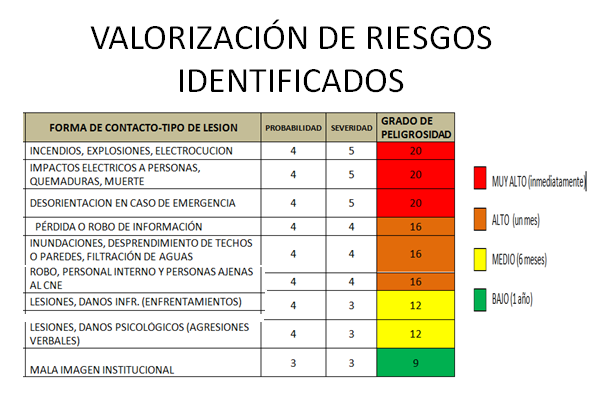 VALORIZACIÓN DE RIESGOS
IDENTIFICADOS
FORMA DE CONTACTO-TIPO DE LESION PROBABILIDAD SEVERIDAD GRADO DE
PELIGROSIDAD
INCENDIOS, EXPLOSIONES, ELECTROCUCION 4 5 20
IMPACTOS ELECTRICOS A PERSONAS,
QUEMADURAS, MUERTE 4 5 20
DESORIENTACION EN CASO DE EMERGENCIA 4 5 20
PÉRDIDA O ROBO DE INFORMACIÓN 4 4 16
INUNDACIONES, DESPRENDIMIENTO DE TECHOS
O PAREDES, FILTRACIÓN DE AGUAS 4 4 16
ROBO, PERSONAL INTERNO Y PERSONAS AJENAS
AL CNE 4 4 16
LESIONES, DANOS INFR. (ENFRENTAMIENTOS) 4 3 12
LESIONES, DANOS PSICOLÓGICOS (AGRESIONES
VERBALES) 4 3 12
MALA IMAGEN INSTITUCIONAL 3 3 9
MUY ALTO (inmediatamente)
ALTO (un mes)
MEDIO (6 meses)
BAJO (1 año)